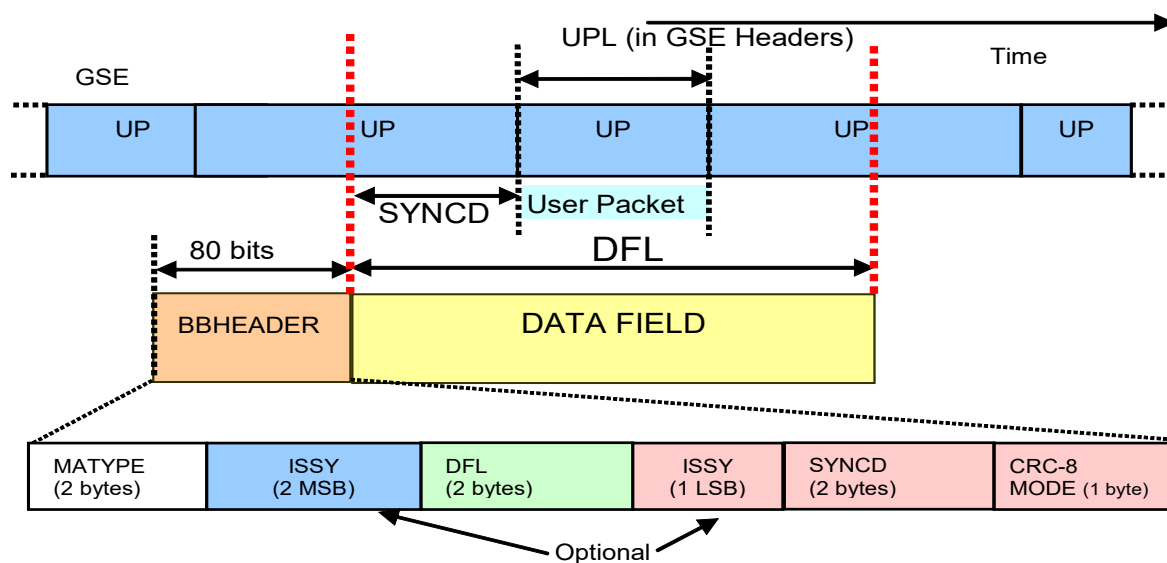 UPL (in GSE Headers)
Time
GSE
UP
UP
UP
UP
UP
SYNCD
User Packet
80 bits
DFL
BBHEADER
DATA FIELD
MATYPE
(2 bytes)
ISSY
(2 MSB)
DFL
(2 bytes)
ISSY
(1 LSB)
SYNCD
(2 bytes)
CRC-8
MODE (1 byte)
Optional